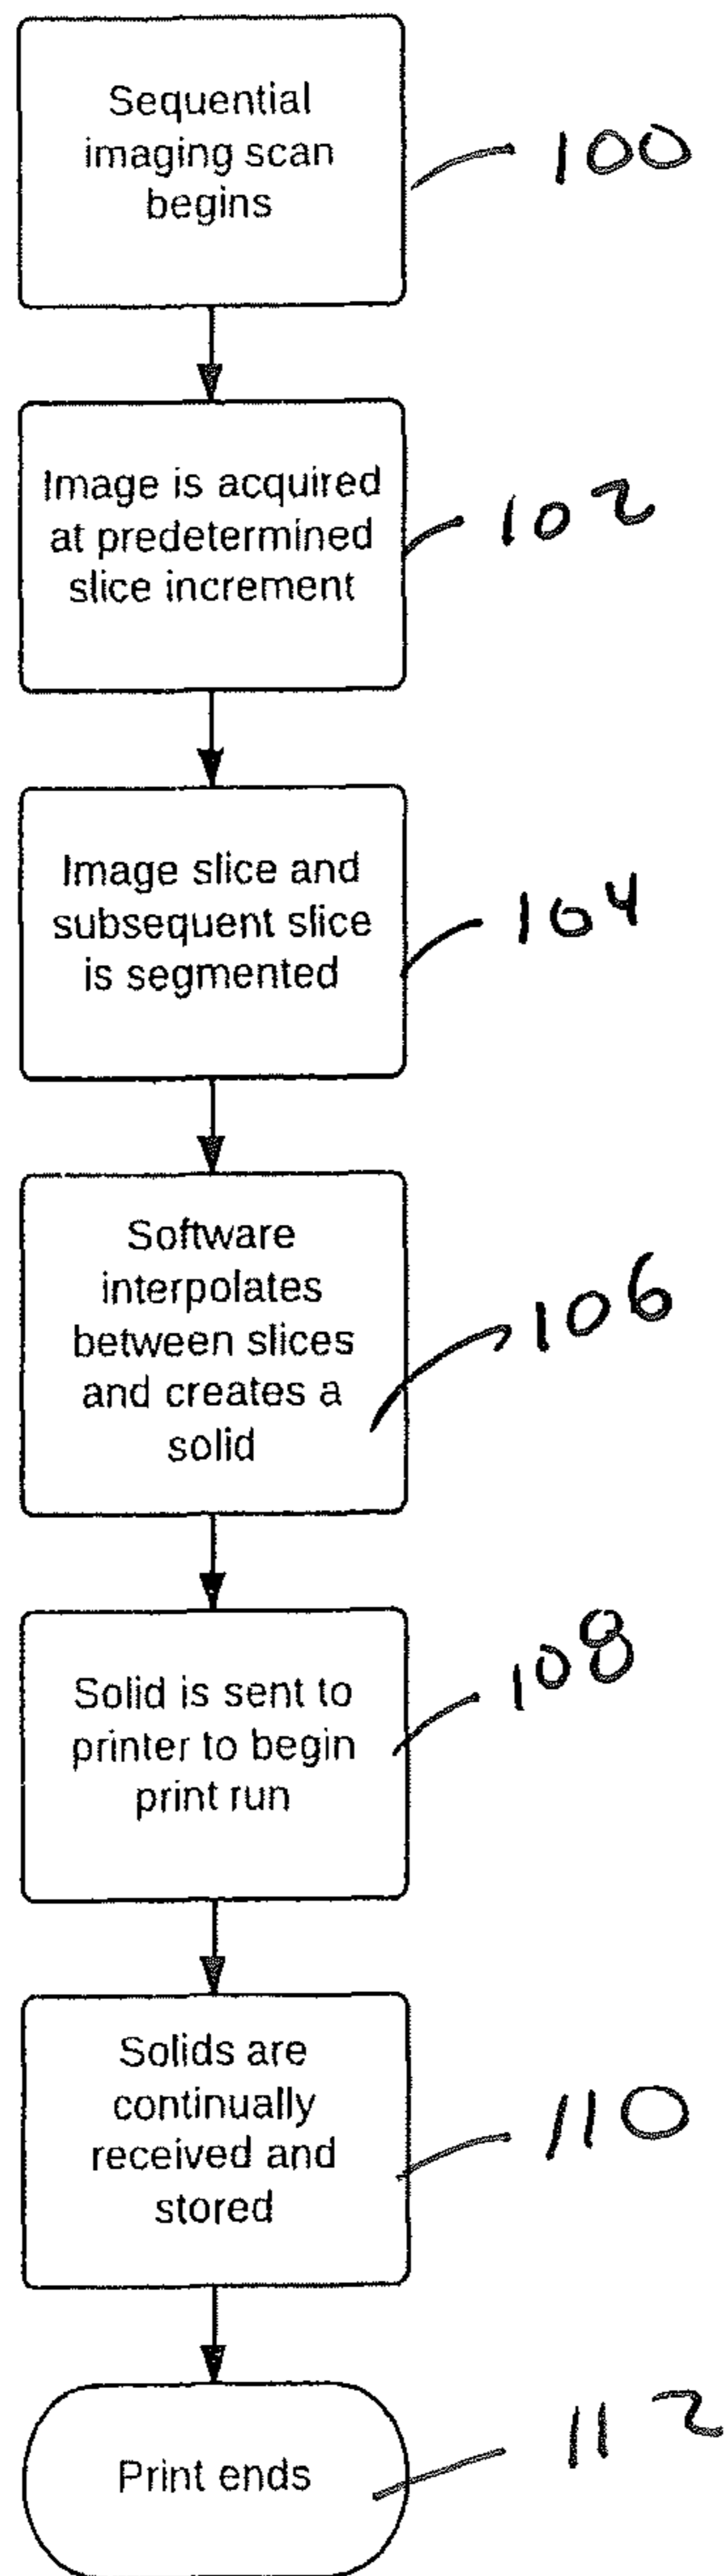 Sequential
imaging scan
begins
100
Image is acquired
at predetermined
slice increment
102
Image slice and
subsequent slice
is segmented
104
Software
interpolates
between slices
and creates a
solid
106
Solid is sent to
printer to begin
print run
108
Solids are
continually
received and
stored
110
Print ends
112